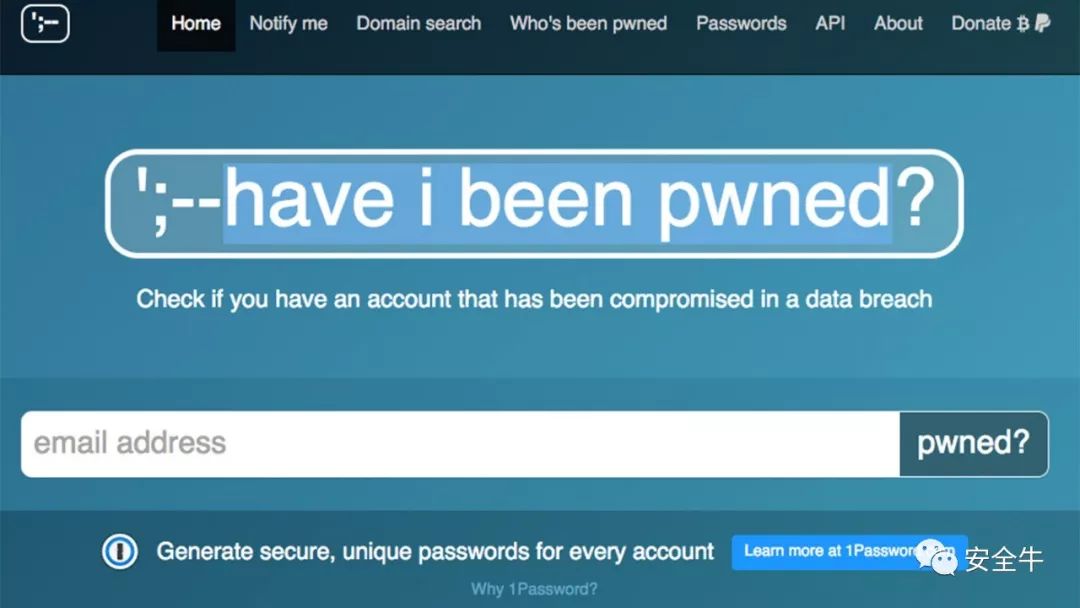 ';--
Home Notify me Domain search Who's been pwned Passwords API About Donate
';--have i been pwned?
Check if you have an account that has been compromised in a data breach
email address pwned?
Generate secure, unique passwords for every account Learn more at 1Password
安全牛
Why 1Password?